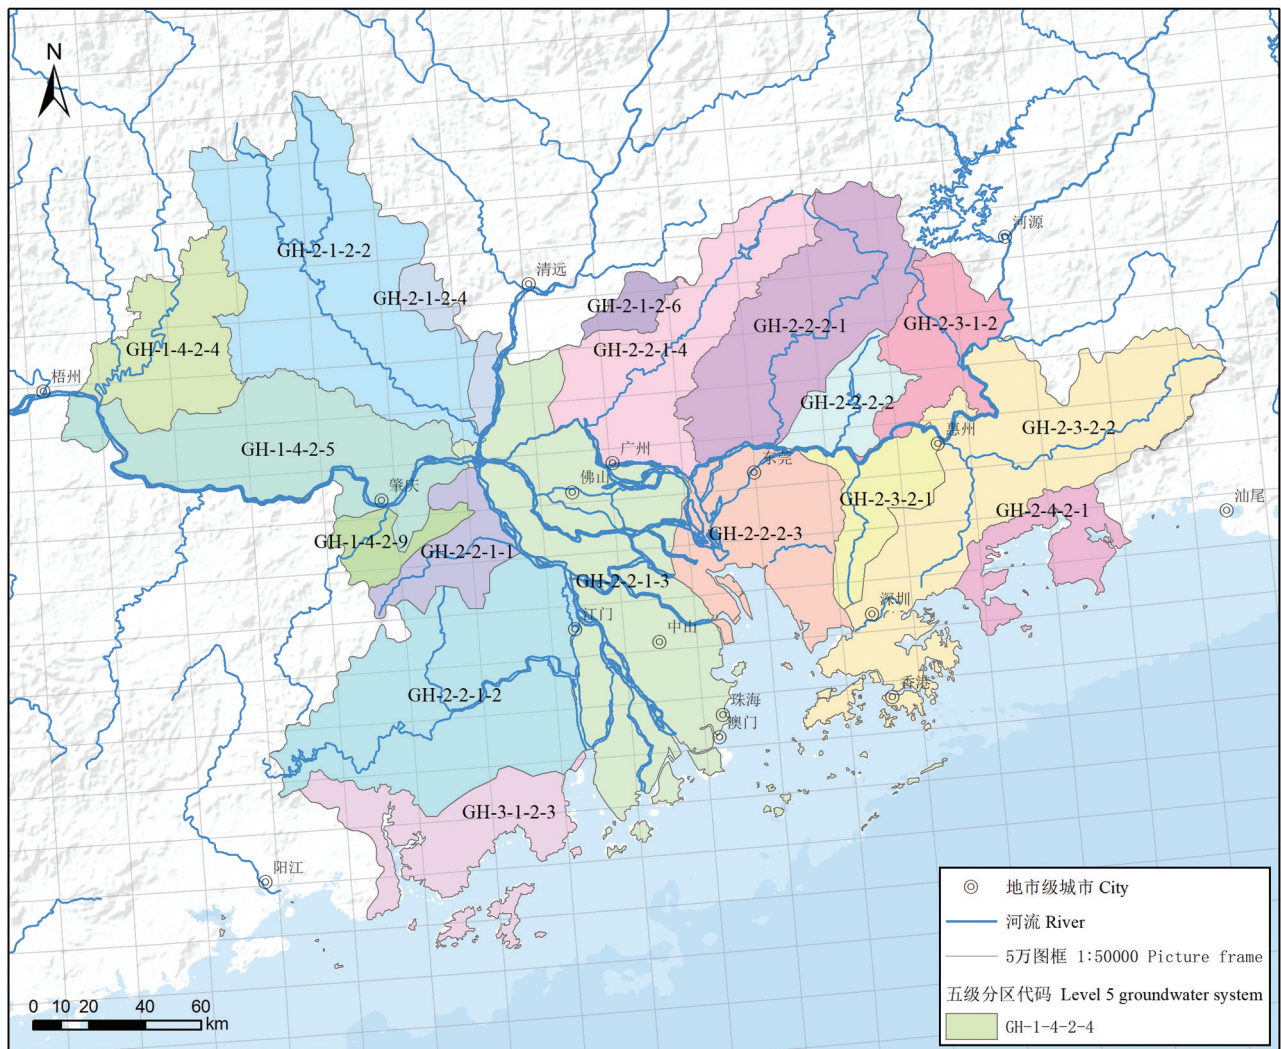 N
河源
GH-2-1-2-2
清远
GH-2-1-2-4
GH-2-1-2-6
GH-2-2-2-1
GH-2-3-1-2
GH-1-4-2-4
GH-2-2-1-4
梧州
GH-2-2-2-2
GH-2-3-2-2
惠州
GH-1-4-2-5
广州
东莞
佛山
肇庆
GH-2-3-2-1
GH-2-4-2-1
汕尾
GH-1-4-2-9
GH-2-2-1-1
GH-2-2-2-3
GH-2-2-1-3
深圳
江门
中山
香港
GH-2-2-1-2
珠海
澳门
GH-3-1-2-3
阳江
地市级城市 City
河流 River
5万图框 1:50000 Picture frame
五级分区代码 Level 5 groundwater system
GH-1-4-2-4
0 10 20 40 60
km